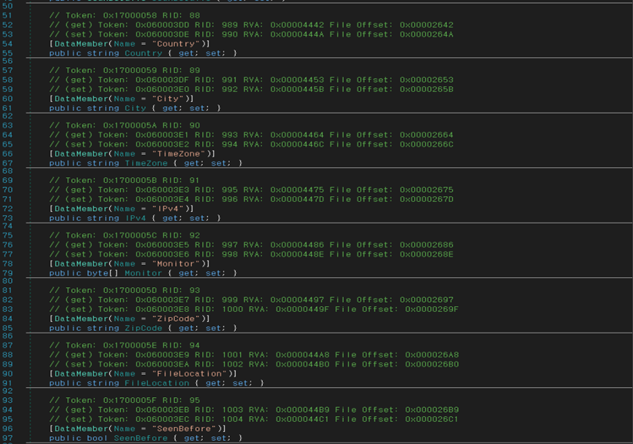 50
51 // Token: 0x17000058 RID: 88
52 // (get) Token: 0x060003DD RID: 989 RVA: 0x00004442 File Offset: 0x00002642
53 // (set) Token: 0x060003DE RID: 990 RVA: 0x0000444A File Offset: 0x0000264A
54 [DataMember(Name = "Country")]
55 public string Country { get; set; }
56
57 // Token: 0x17000059 RID: 89
58 // (get) Token: 0x060003DF RID: 991 RVA: 0x00004453 File Offset: 0x00002653
59 // (set) Token: 0x060003E0 RID: 992 RVA: 0x0000445B File Offset: 0x0000265B
60 [DataMember(Name = "City")]
61 public string City { get; set; }
62
63 // Token: 0x1700005A RID: 90
64 // (get) Token: 0x060003E1 RID: 993 RVA: 0x00004464 File Offset: 0x00002664
65 // (set) Token: 0x060003E2 RID: 994 RVA: 0x0000446C File Offset: 0x0000266C
66 [DataMember(Name = "TimeZone")]
67 public string TimeZone { get; set; }
68
69 // Token: 0x1700005B RID: 91
70 // (get) Token: 0x060003E3 RID: 995 RVA: 0x00004475 File Offset: 0x00002675
71 // (set) Token: 0x060003E4 RID: 996 RVA: 0x0000447D File Offset: 0x0000267D
72 [DataMember(Name = "IPv4")]
73 public string IPv4 { get; set; }
74
75 // Token: 0x1700005C RID: 92
76 // (get) Token: 0x060003E5 RID: 997 RVA: 0x00004486 File Offset: 0x00002686
77 // (set) Token: 0x060003E6 RID: 998 RVA: 0x0000448E File Offset: 0x0000268E
78 [DataMember(Name = "Monitor")]
79 public byte[] Monitor { get; set; }
80
81 // Token: 0x1700005D RID: 93
82 // (get) Token: 0x060003E7 RID: 999 RVA: 0x00004497 File Offset: 0x00002697
83 // (set) Token: 0x060003E8 RID: 1000 RVA: 0x0000449F File Offset: 0x0000269F
84 [DataMember(Name = "ZipCode")]
85 public string ZipCode { get; set; }
86
87 // Token: 0x1700005E RID: 94
88 // (get) Token: 0x060003E9 RID: 1001 RVA: 0x000044A8 File Offset: 0x000026A8
89 // (set) Token: 0x060003EA RID: 1002 RVA: 0x000044B0 File Offset: 0x000026B0
90 [DataMember(Name = "FileLocation")]
91 public string FileLocation { get; set; }
92
93 // Token: 0x1700005F RID: 95
94 // (get) Token: 0x060003EB RID: 1003 RVA: 0x000044B9 File Offset: 0x000026B9
95 // (set) Token: 0x060003EC RID: 1004 RVA: 0x000044C1 File Offset: 0x000026C1
96 [DataMember(Name = "SeenBefore")]
97 public bool SeenBefore { get; set; }